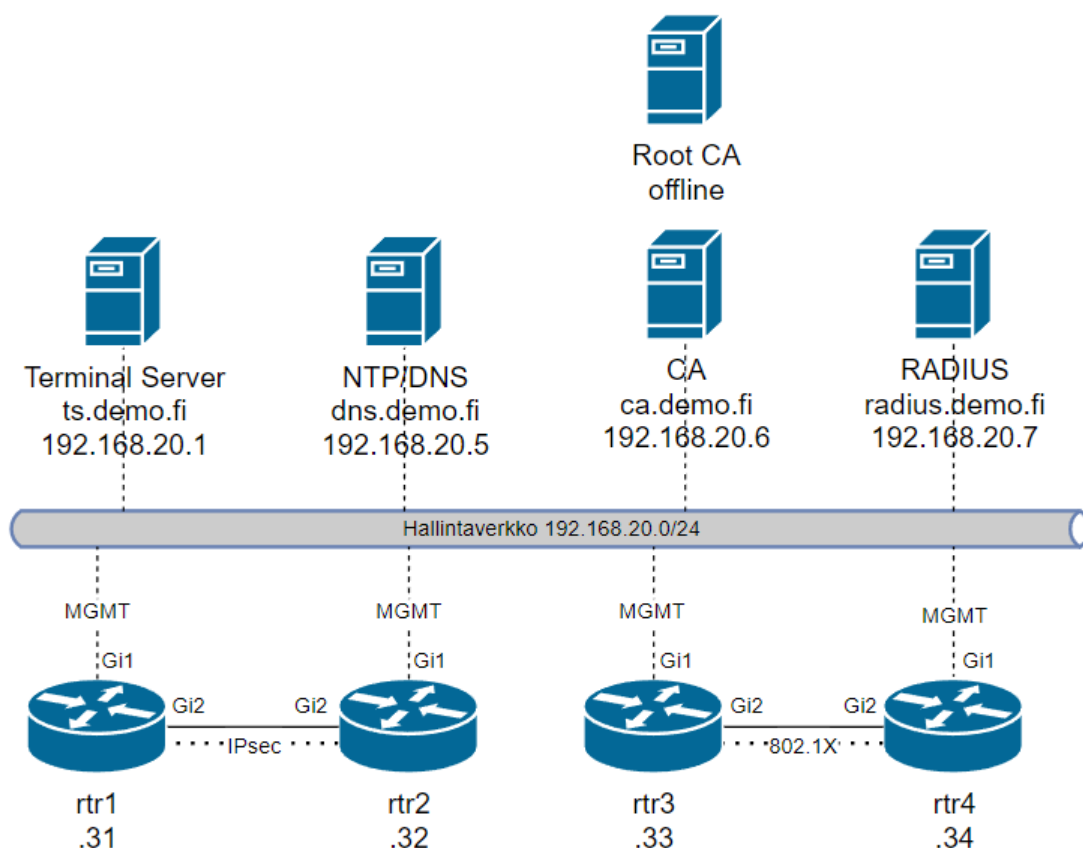 Root CA
offline
Terminal Server
ts.demo.fi
192.168.20.1
NTP/DNS
dns.demo.fi
192.168.20.5
CA
ca.demo.fi
192.168.20.6
RADIUS
radius.demo.fi
192.168.20.7
Hallintaverkko 192.168.20.0/24
MGMT
MGMT
MGMT
MGMT
Gi1
Gi1
Gi1
Gi1
Gi2
Gi2
Gi2
Gi2
IPsec
802.1X
rtr1
.31
rtr2
.32
rtr3
.33
rtr4
.34